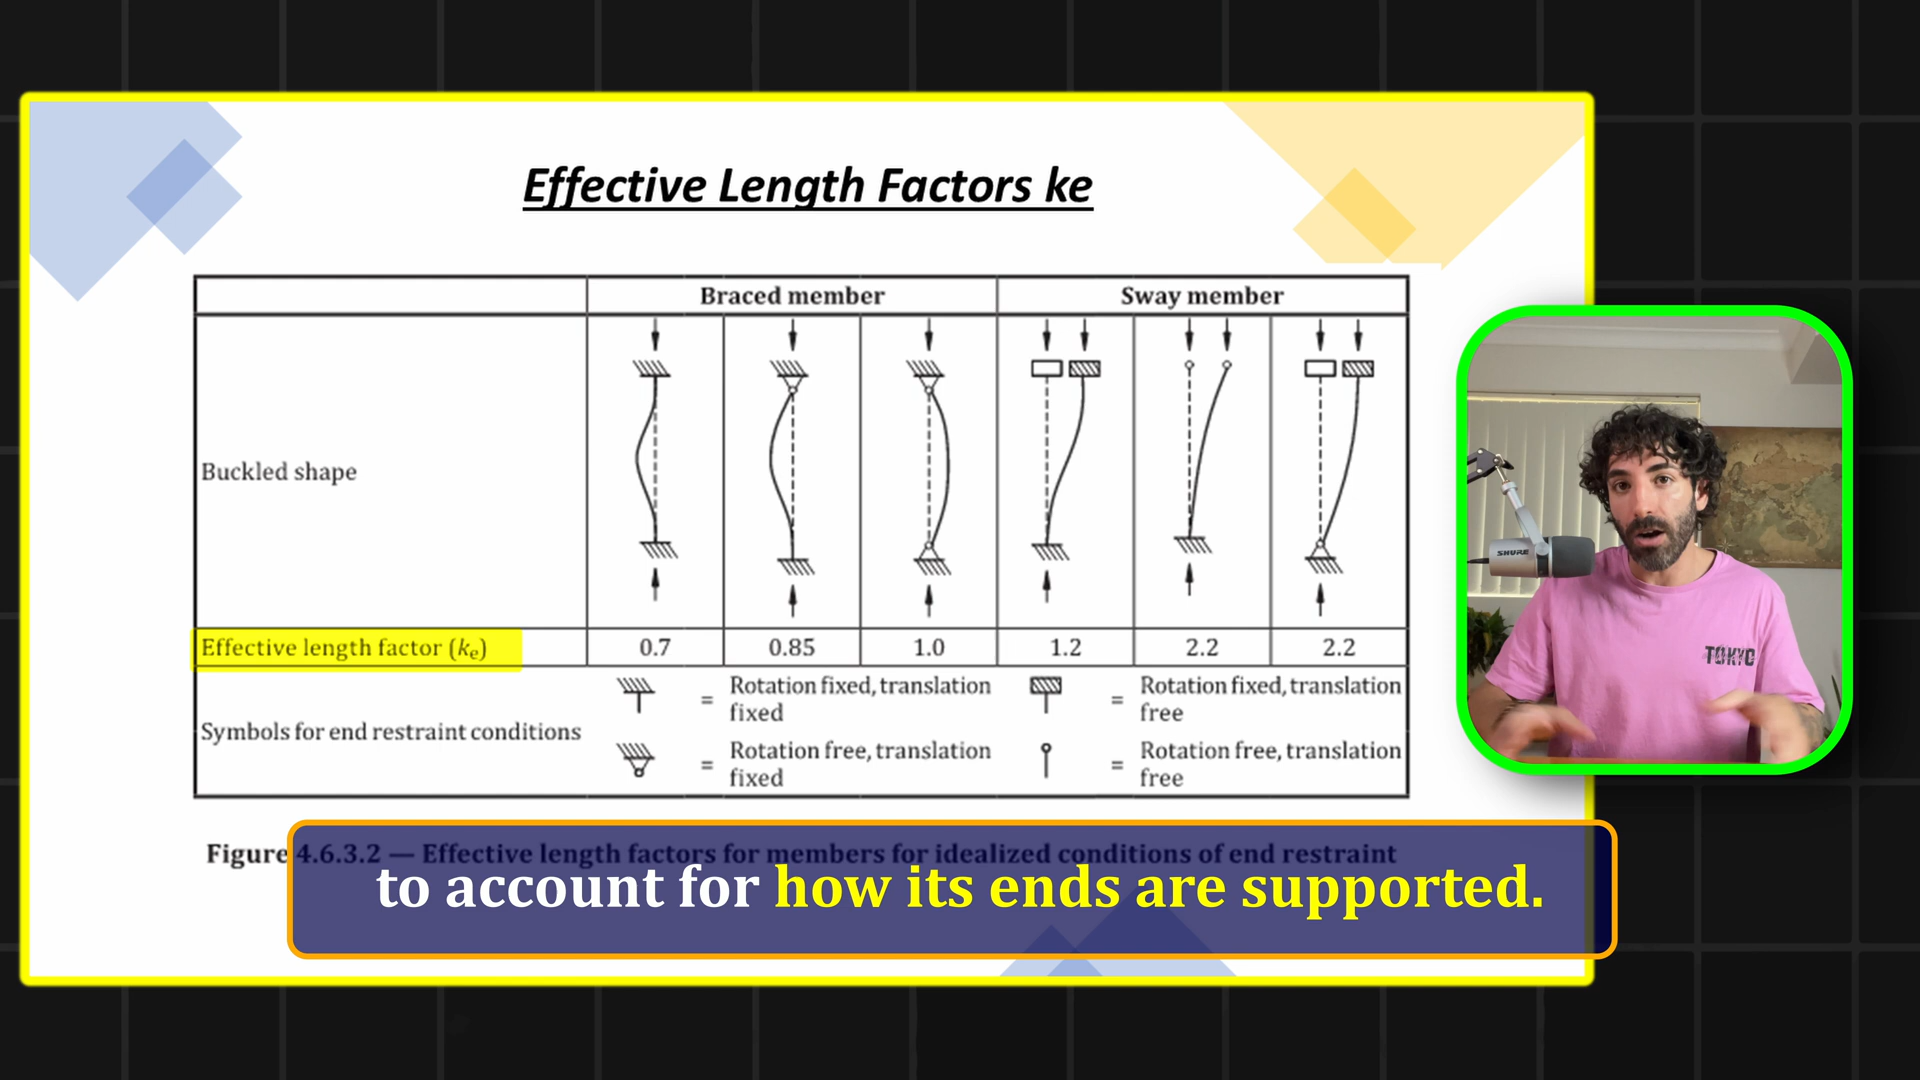 Effective Length Factors ke
Braced member
Sway member
Buckled shape
Effective length factor (ke)
0.7
0.85
1.0
1.2
2.2
2.2
Symbols for end restraint conditions
= Rotation fixed, translation
fixed
= Rotation free, translation
fixed
= Rotation fixed, translation
free
= Rotation free, translation
free
Figure 4.6.3.2 — Effective length factors for members for idealized conditions of end restraint
to account for how its ends are supported.
SHURE
TOKYO